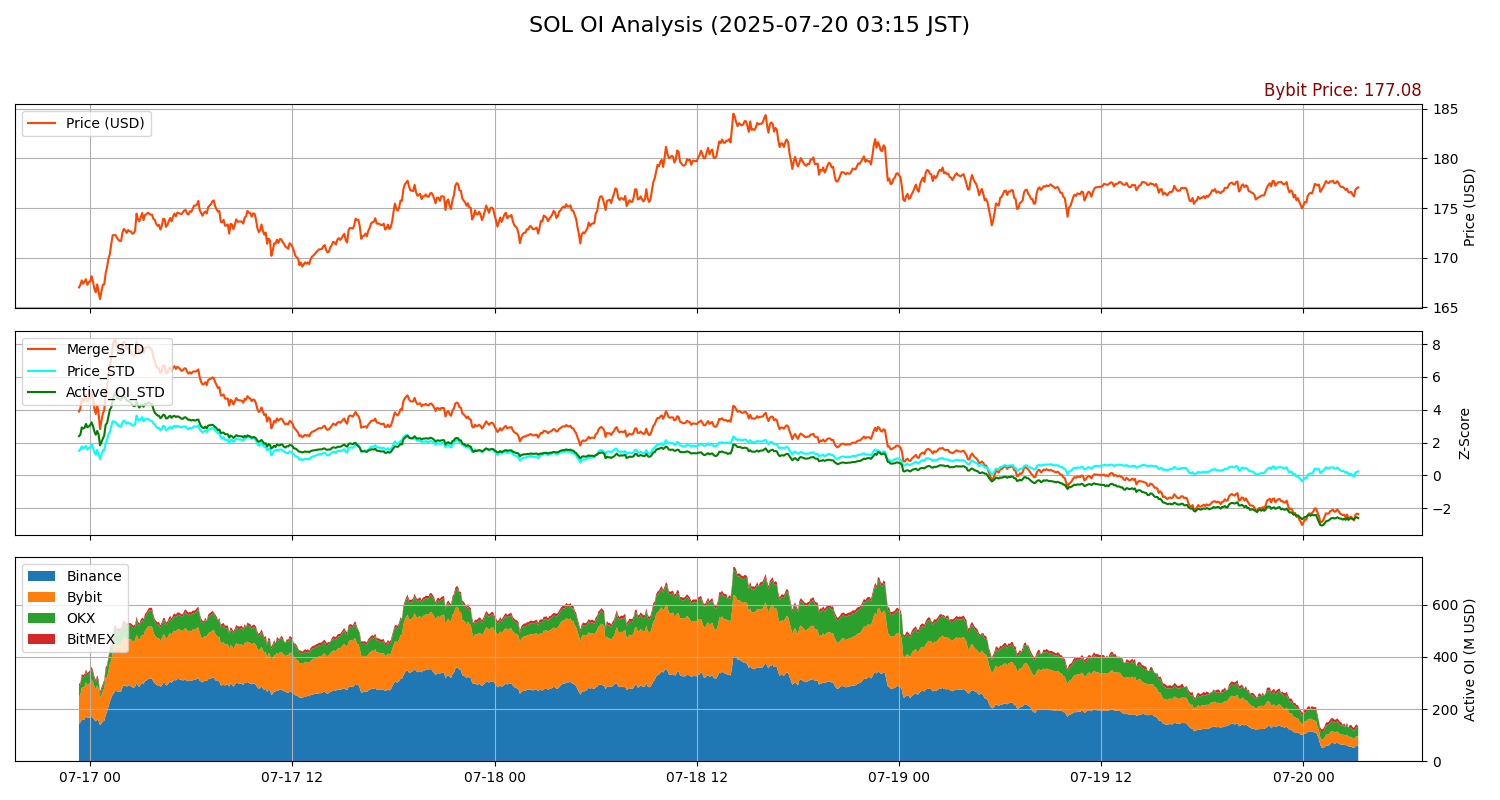 SOL OI Analysis (2025-07-20 03:15 JST)
Bybit Price: 177.08
Price (USD)
185
180
175
170
165
Price (USD)
Merge_STD
Price_STD
Active_OI_STD
8
6
4
2
0
−2
Z-Score
Binance
Bybit
OKX
BitMEX
600
400
200
0
Active OI (M USD)
07-17 00
07-17 12
07-18 00
07-18 12
07-19 00
07-19 12
07-20 00